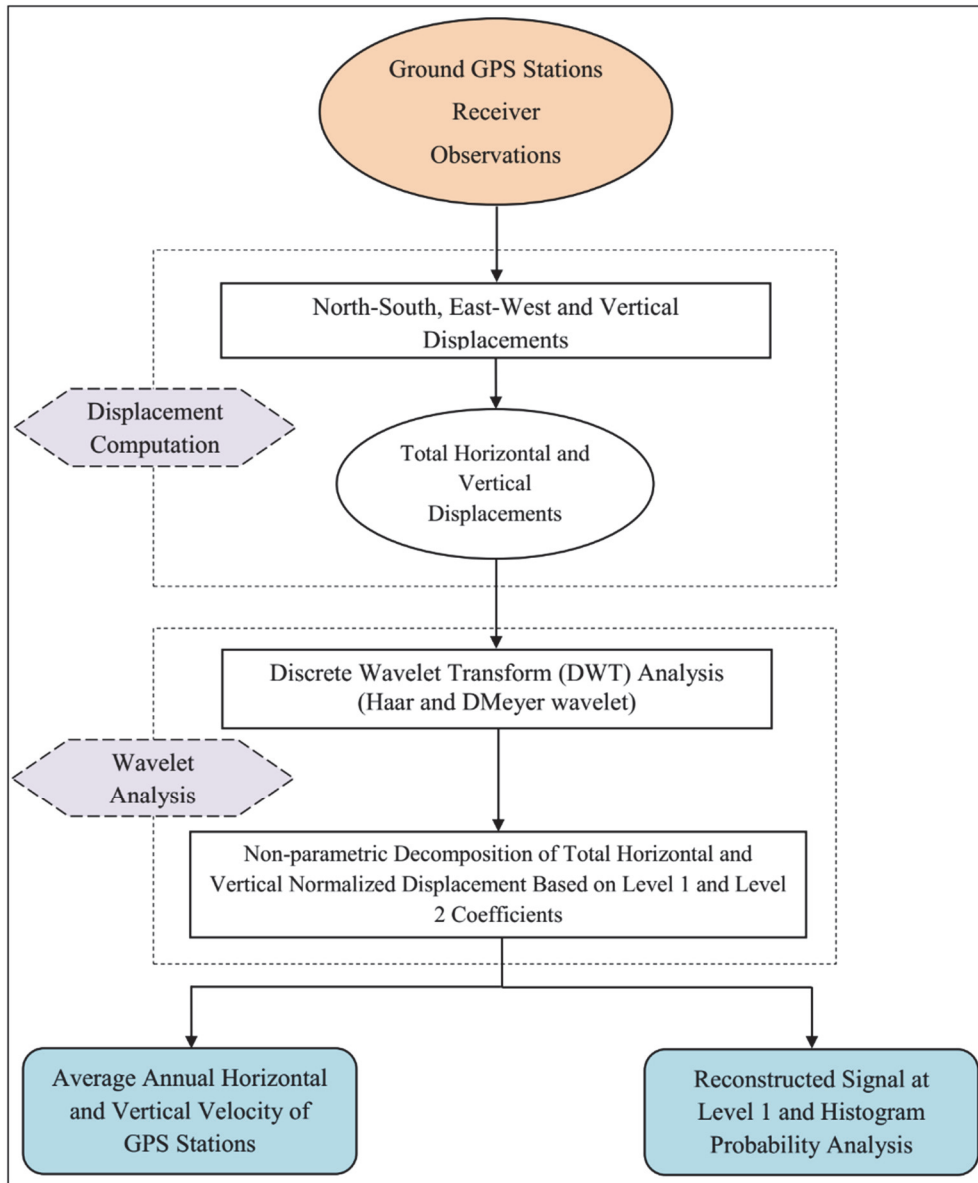 Ground GPS Stations
Receiver
Observations
North-South, East-West and Vertical
Displacements
Displacement
Computation
Total Horizontal and
Vertical
Displacements
Discrete Wavelet Transform (DWT) Analysis
(Haar and DMeyer wavelet)
Wavelet
Analysis
Non-parametric Decomposition of Total Horizontal and
Vertical Normalized Displacement Based on Level 1 and Level
2 Coefficients
Average Annual Horizontal
and Vertical Velocity of
GPS Stations
Reconstructed Signal at
Level 1 and Histogram
Probability Analysis